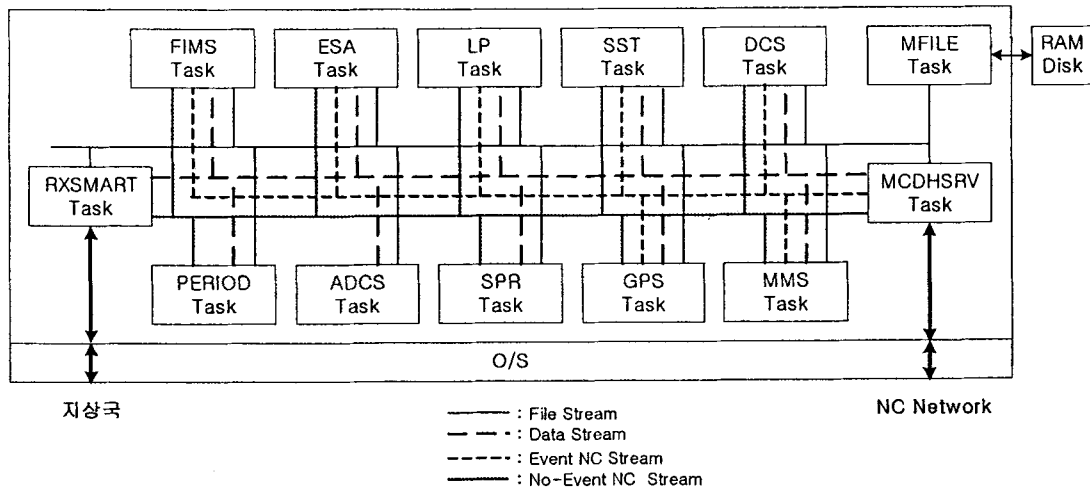 FIMS
Task
ESA
Task
LP
Task
SST
Task
DCS
Task
MFILE
Task
RAM
Disk
RXSMART
Task
MCDHSRV
Task
PERIOD
Task
ADCS
Task
SPR
Task
GPS
Task
MMS
Task
O/S
지상국
NC Network
: File Stream
: Data Stream
: Event NC Stream
: No-Event NC Stream